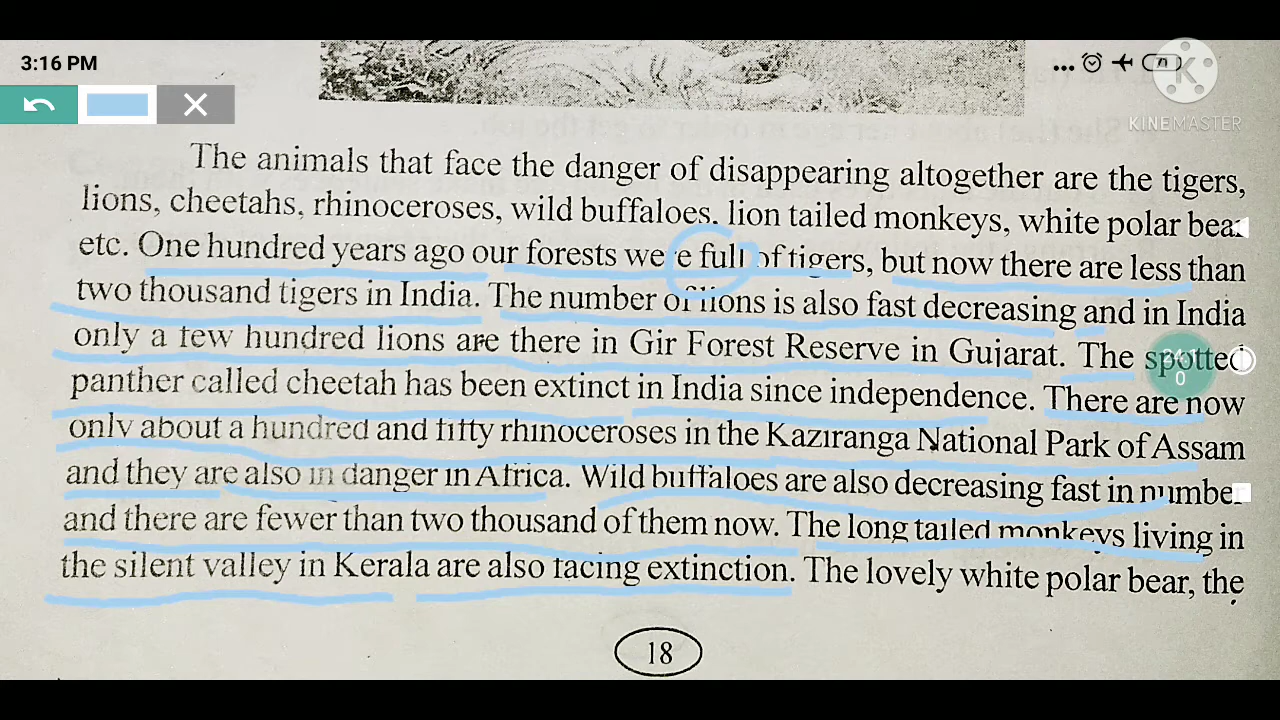 3:16 PM
KINEMASTER
The animals that face the danger of disappearing altogether are the tigers,
lions, cheetahs, rhinoceroses, wild buffaloes, lion tailed monkeys, white polar bear
etc. One hundred years ago our forests were full of tigers, but now there are less than
two thousand tigers in India. The number of lions is also fast decreasing and in India
only a few hundred lions are there in Gir Forest Reserve in Gujarat. The spotted
panther called cheetah has been extinct in India since independence. There are now
only about a hundred and fifty rhinoceroses in the Kaziranga National Park of Assam
and they are also in danger in Africa. Wild buffaloes are also decreasing fast in number
and there are fewer than two thousand of them now. The long tailed monkeys living in
the silent valley in Kerala are also facing extinction. The lovely white polar bear, the
18